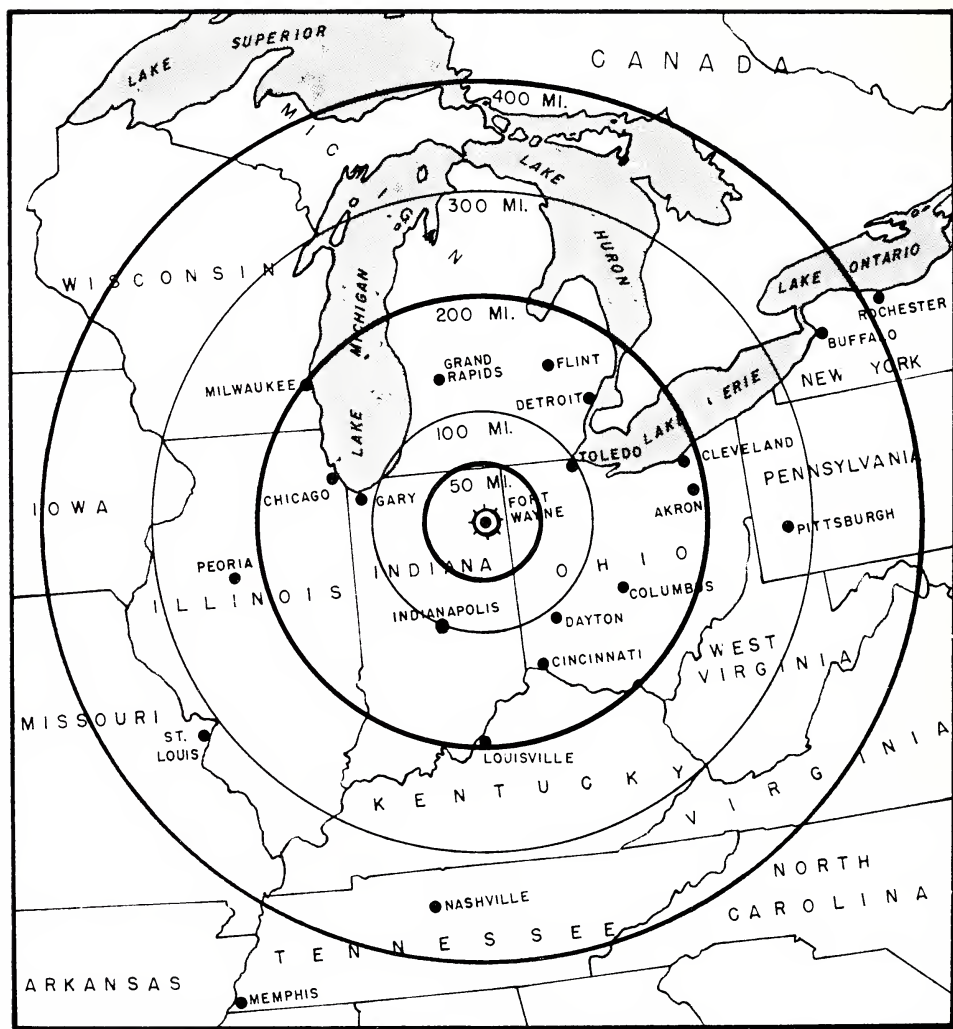 LAKE SUPERIOR
CANADA
400 MI.
MICHIGAN
LAKE HURON
300 MI.
WISCONSIN
LAKE MICHIGAN
LAKE ONTARIO
ROCHESTER
200 MI.
BUFFALO
NEW YORK
GRAND
RAPIDS
FLINT
MILWAUKEE
DETROIT
LAKE ERIE
100 MI.
TOLEDO
CLEVELAND
PENNSYLVANIA
CHICAGO
GARY
50 MI.
FORT
WAYNE
AKRON
IOWA
PITTSBURGH
PEORIA
ILLINOIS
INDIANA
OHIO
COLUMBUS
INDIANAPOLIS
DAYTON
CINCINNATI
WEST
VIRGINIA
MISSOURI
ST.
LOUIS
LOUISVILLE
KENTUCKY
VIRGINIA
NORTH
CAROLINA
NASHVILLE
TENNESSEE
ARKANSAS
MEMPHIS